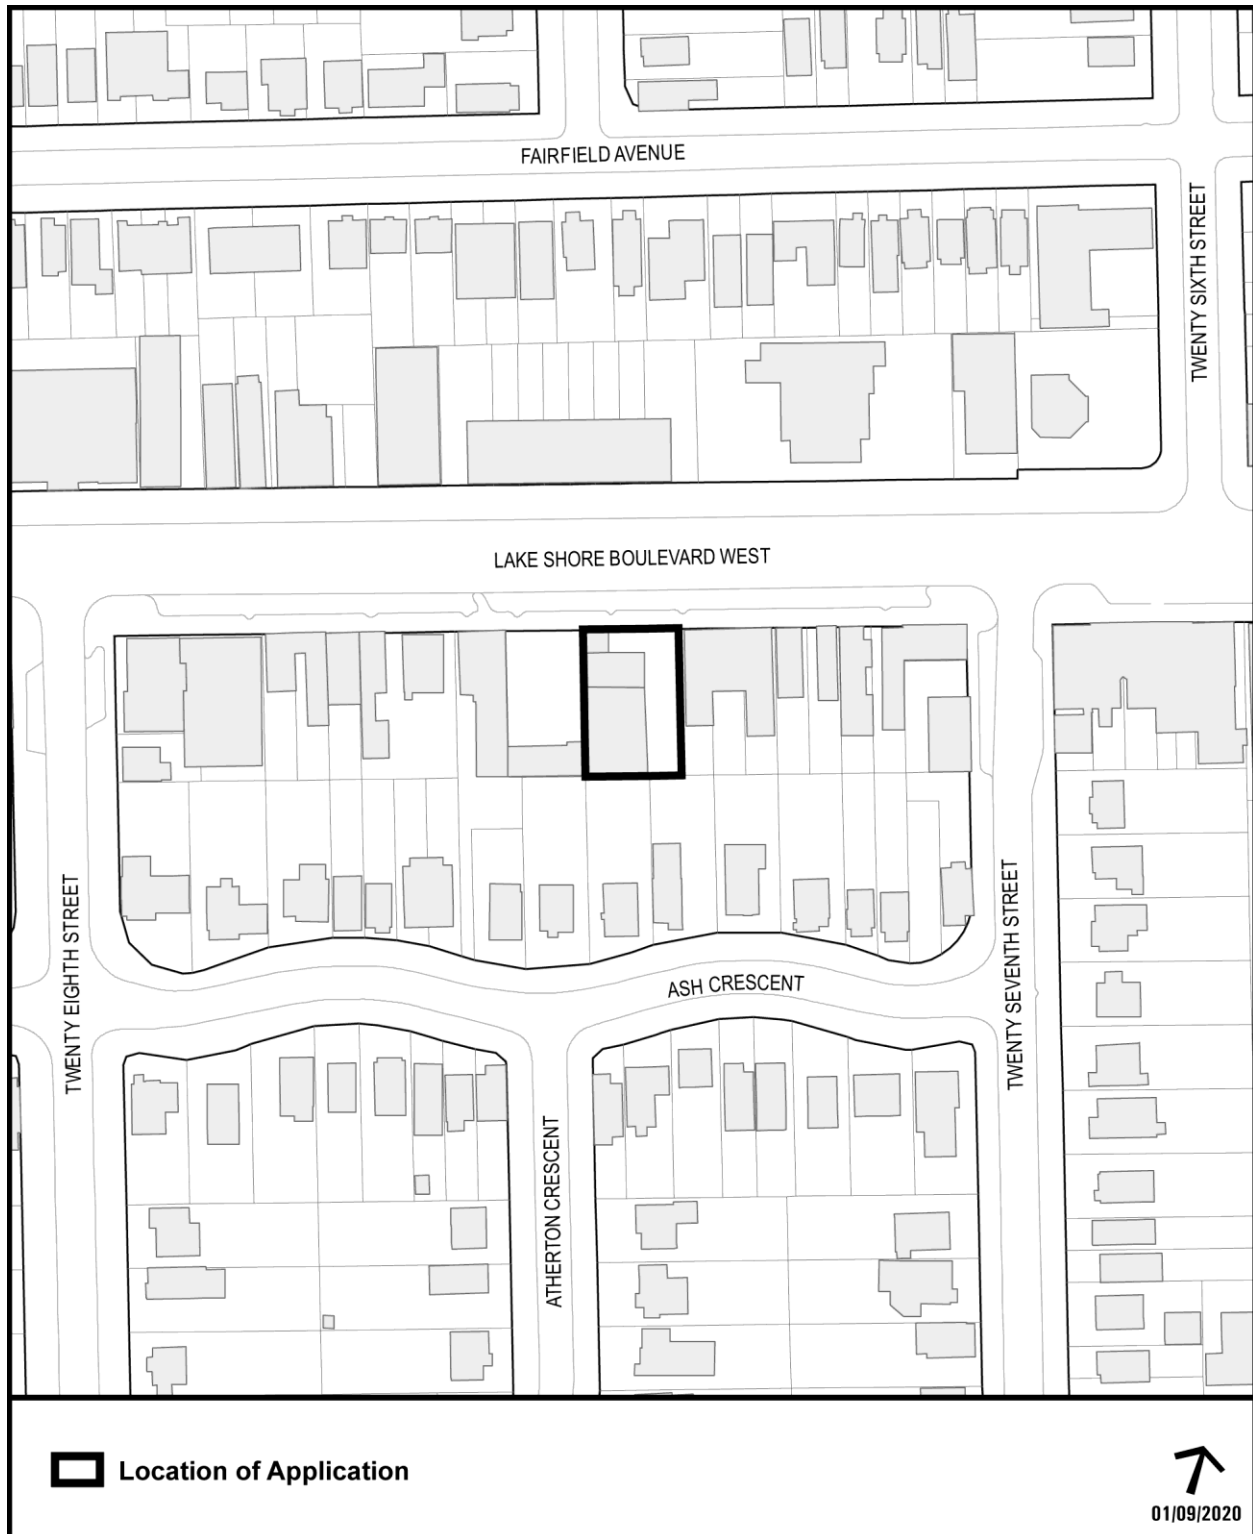 FAIRFIELD AVENUE
TWENTY SIXTH STREET
LAKE SHORE BOULEVARD WEST
TWENTY EIGHTH STREET
ASH CRESCENT
TWENTY SEVENTH STREET
ATHERTON CRESCENT
Location of Application
01/09/2020